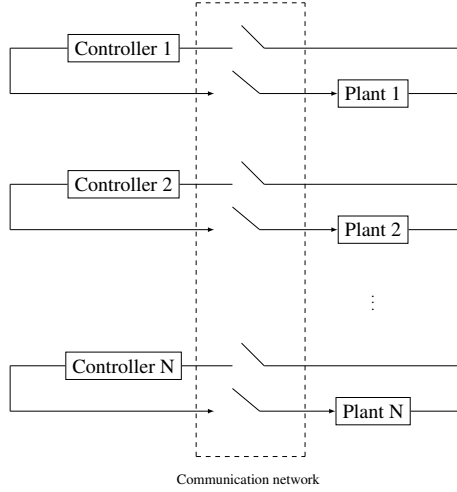 Controller 1
Plant 1
Controller 2
Plant 2
⋮
Controller N
Plant N
Communication network